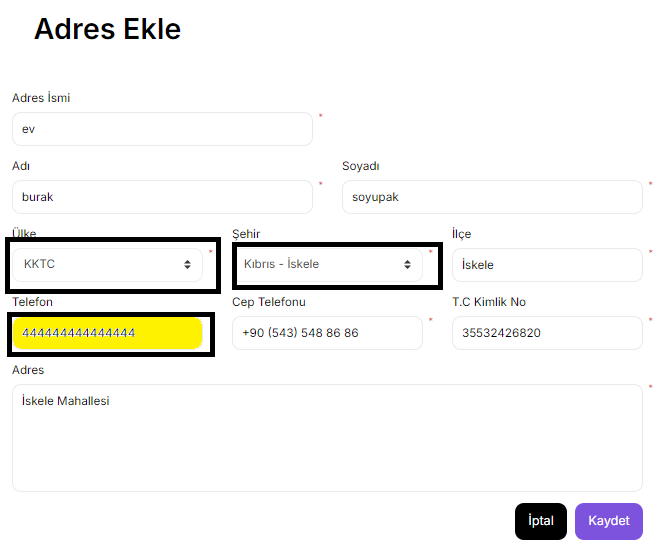 Adres Ekle
Adres İsmi
*
ev
Adı Soyadı
* *
burak soyupak
Ülke Şehir İlçe
* * *
KKTC Kıbrıs - İskele İskele
Telefon Cep Telefonu T.C Kimlik No
* *
444444444444444 +90 (543) 548 86 86 35532426820
Adres
*
İskele Mahallesi
İptal Kaydet